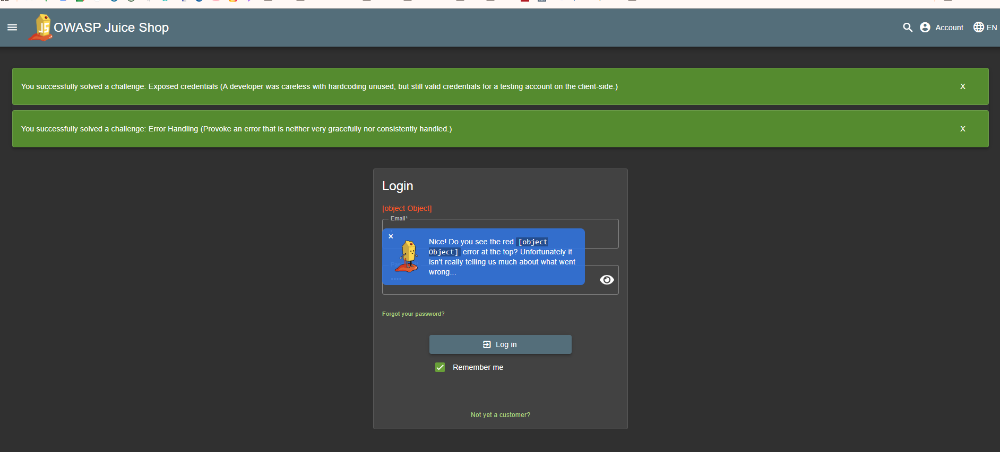 OWASP Juice Shop
Account
EN
You successfully solved a challenge: Exposed credentials (A developer was careless with hardcoding unused, but still valid credentials for a testing account on the client-side.)
X
You successfully solved a challenge: Error Handling (Provoke an error that is neither very gracefully nor consistently handled.)
X
Login
[object Object]
Email*
×
Nice! Do you see the red [object
Object] error at the top? Unfortunately it
isn't really telling us much about what went
wrong...
Forgot your password?
Log in
Remember me
Not yet a customer?